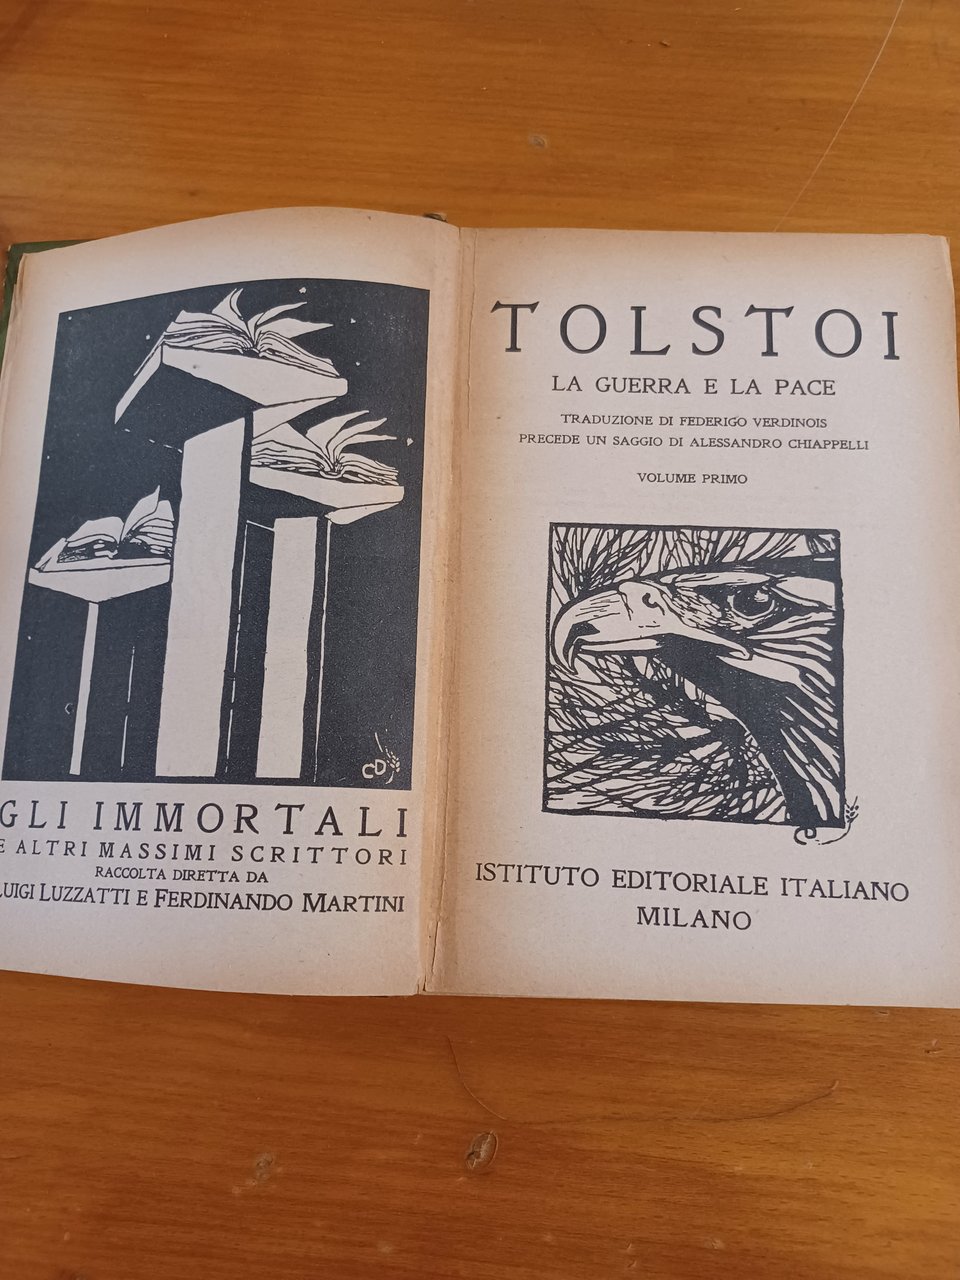 GLI IMMORTALI
E ALTRI MASSIMI SCRITTORI
RACCOLTA DIRETTA DA
LUIGI LUZZATTI E FERDINANDO MARTINI
CD
TOLSTOI
LA GUERRA E LA PACE
TRADUZIONE DI FEDERIGO VERDINOIS
PRECEDE UN SAGGIO DI ALESSANDRO CHIAPPELLI
VOLUME PRIMO
ISTITUTO EDITORIALE ITALIANO
MILANO